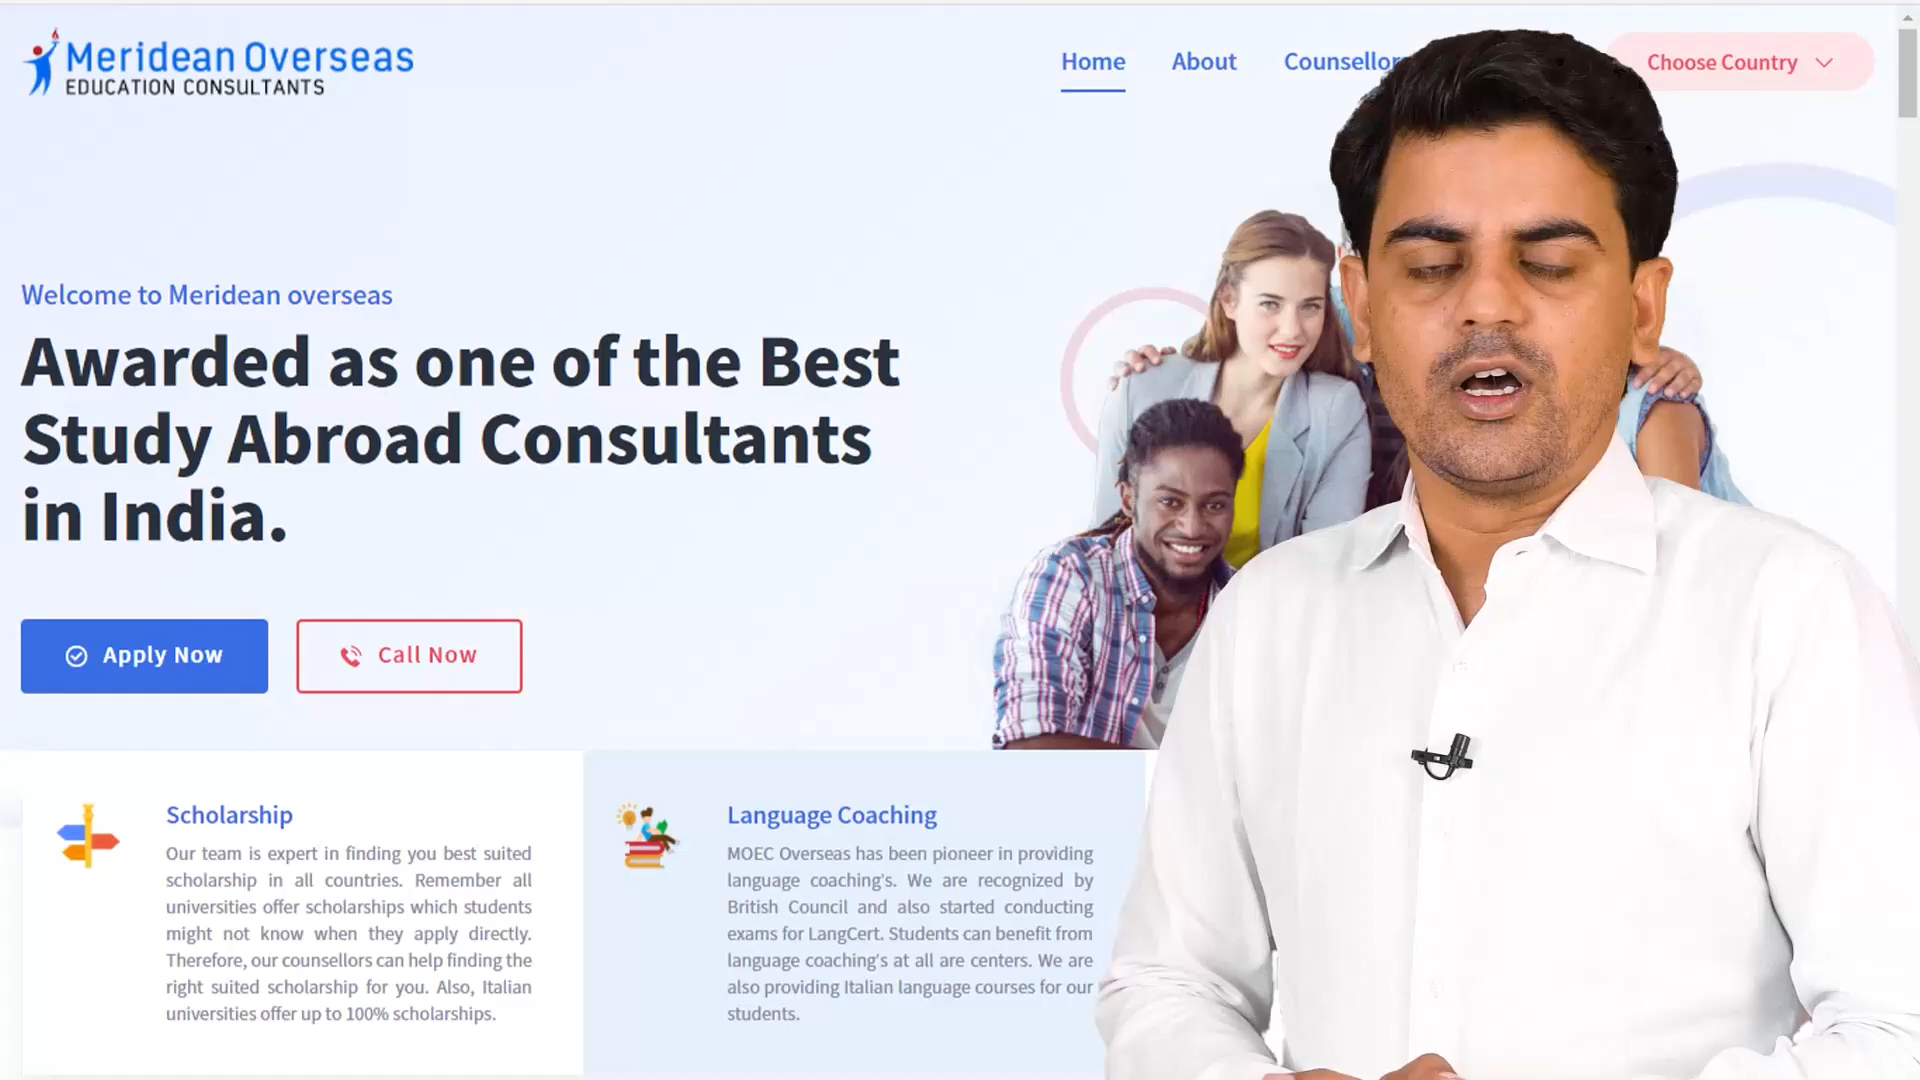 Meridean Overseas
EDUCATION CONSULTANTS
Home
About
Counsellors
Choose Country
Welcome to Meridean overseas
Awarded as one of the Best
Study Abroad Consultants
in India.
Apply Now
Call Now
Scholarship
Our team is expert in finding you best suited
scholarship in all countries. Remember all
universities offer scholarships which students
might not know when they apply directly.
Therefore, our counsellors can help finding the
right suited scholarship for you. Also, Italian
universities offer up to 100% scholarships.
Language Coaching
MOEC Overseas has been pioneer in providing
language coaching's. We are recognized by
British Council and also started conducting
exams for LangCert. Students can benefit from
language coaching's at all are centers. We are
also providing Italian language courses for our
students.